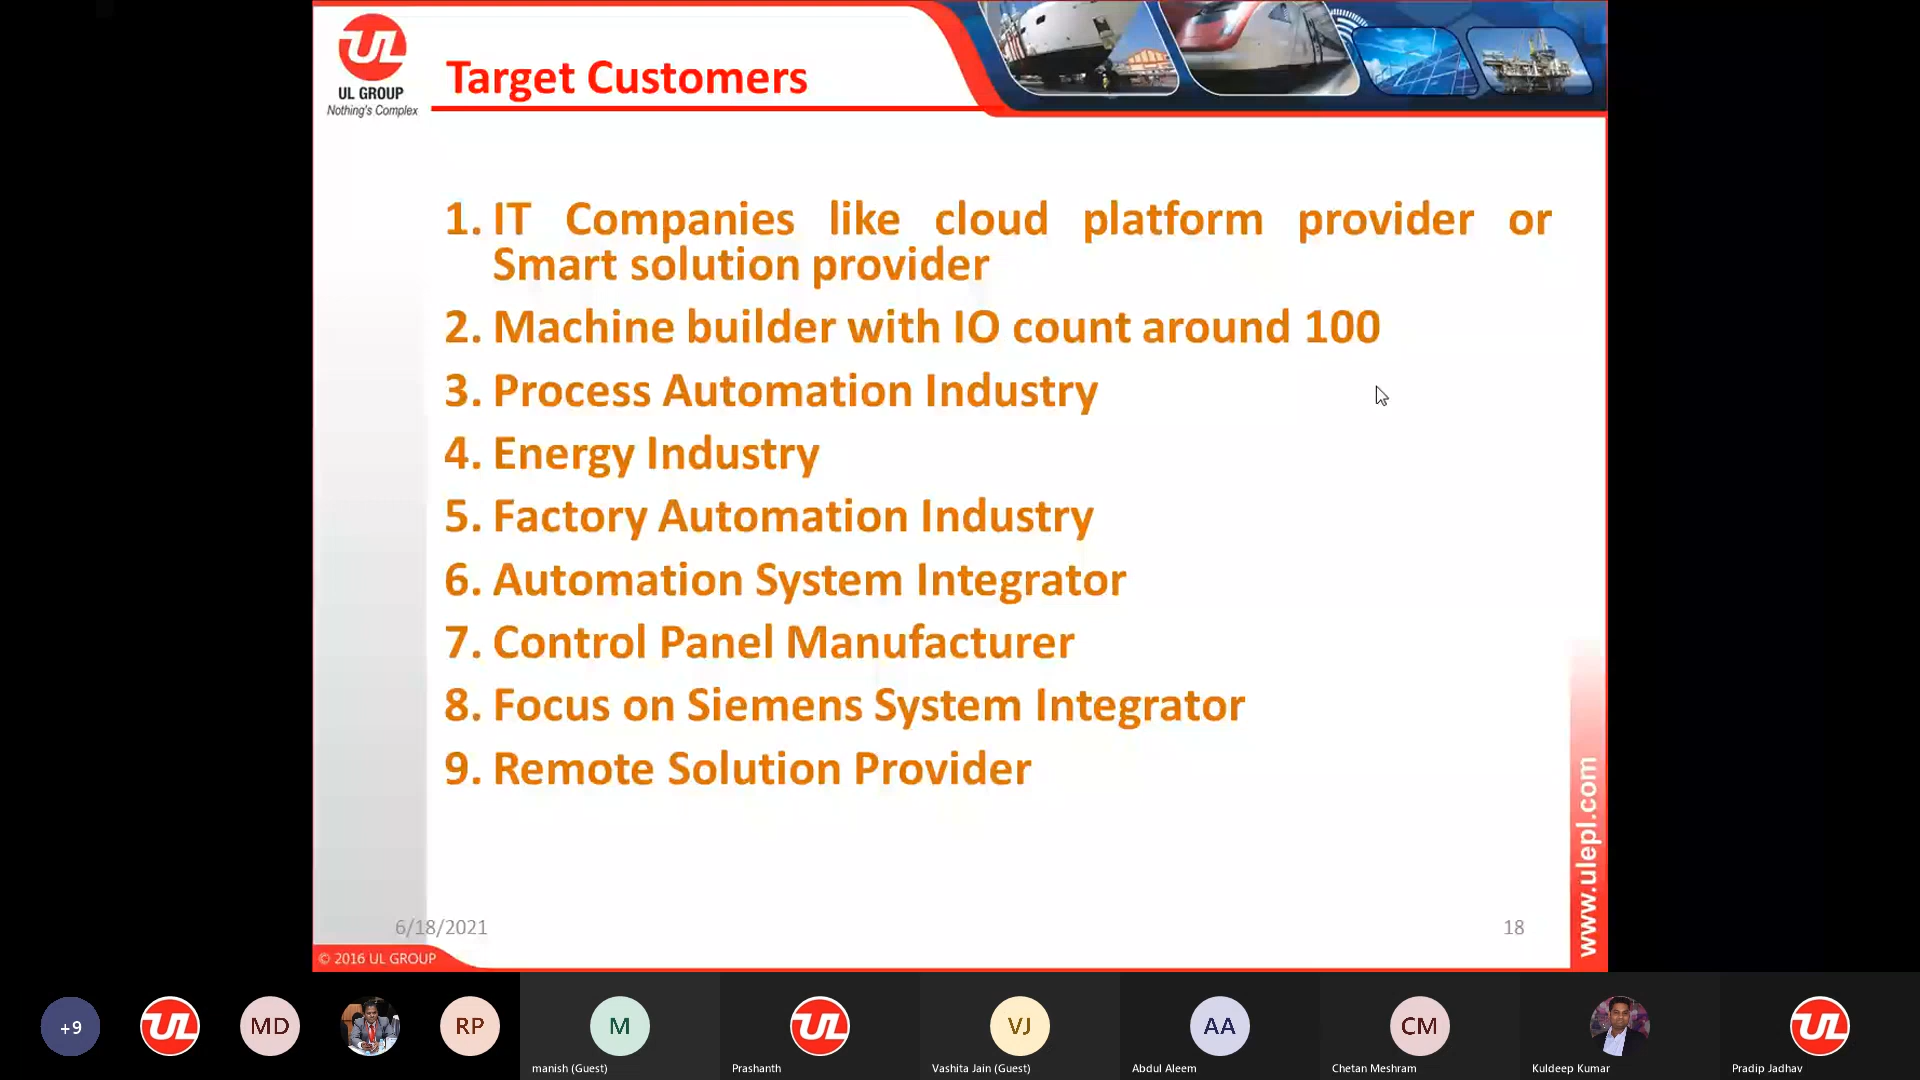 UL
UL GROUP
Nothing's Complex
Target Customers
1. IT Companies like cloud platform provider or
Smart solution provider
2. Machine builder with IO count around 100
3. Process Automation Industry
4. Energy Industry
5. Factory Automation Industry
6. Automation System Integrator
7. Control Panel Manufacturer
8. Focus on Siemens System Integrator
9. Remote Solution Provider
www.ulepl.com
6/18/2021
18
© 2016 UL GROUP
+9
UL
MD
RP
M
UL
VJ
AA
CM
UL
manish (Guest)
Prashanth
Vashita Jain (Guest)
Abdul Aleem
Chetan Meshram
Kuldeep Kumar
Pradip Jadhav